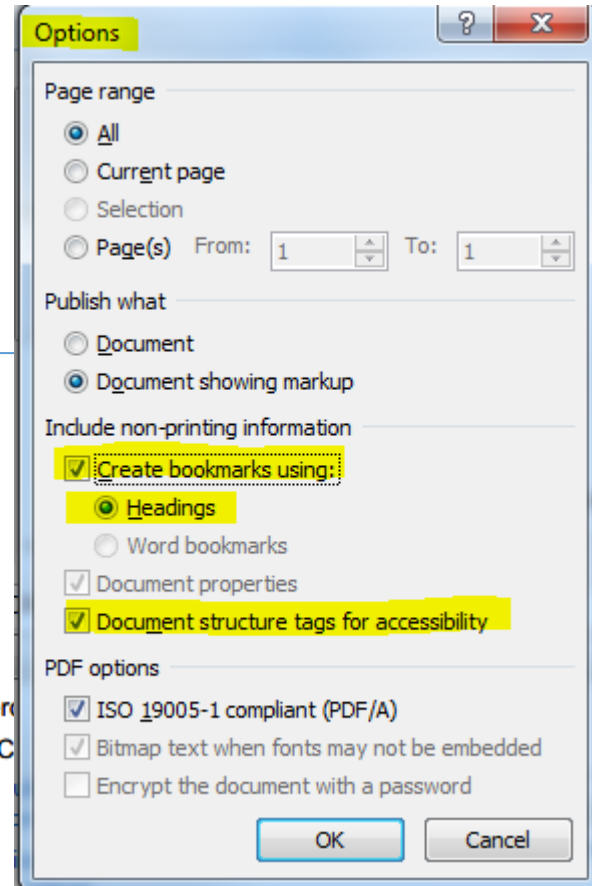 Options
Page range
All
Current page
Selection
Page(s) From: 1 To: 1
Publish what
Document
Document showing markup
Include non-printing information
Create bookmarks using:
Headings
Word bookmarks
Document properties
Document structure tags for accessibility
PDF options
ISO 19005-1 compliant (PDF/A)
Bitmap text when fonts may not be embedded
Encrypt the document with a password
OK Cancel